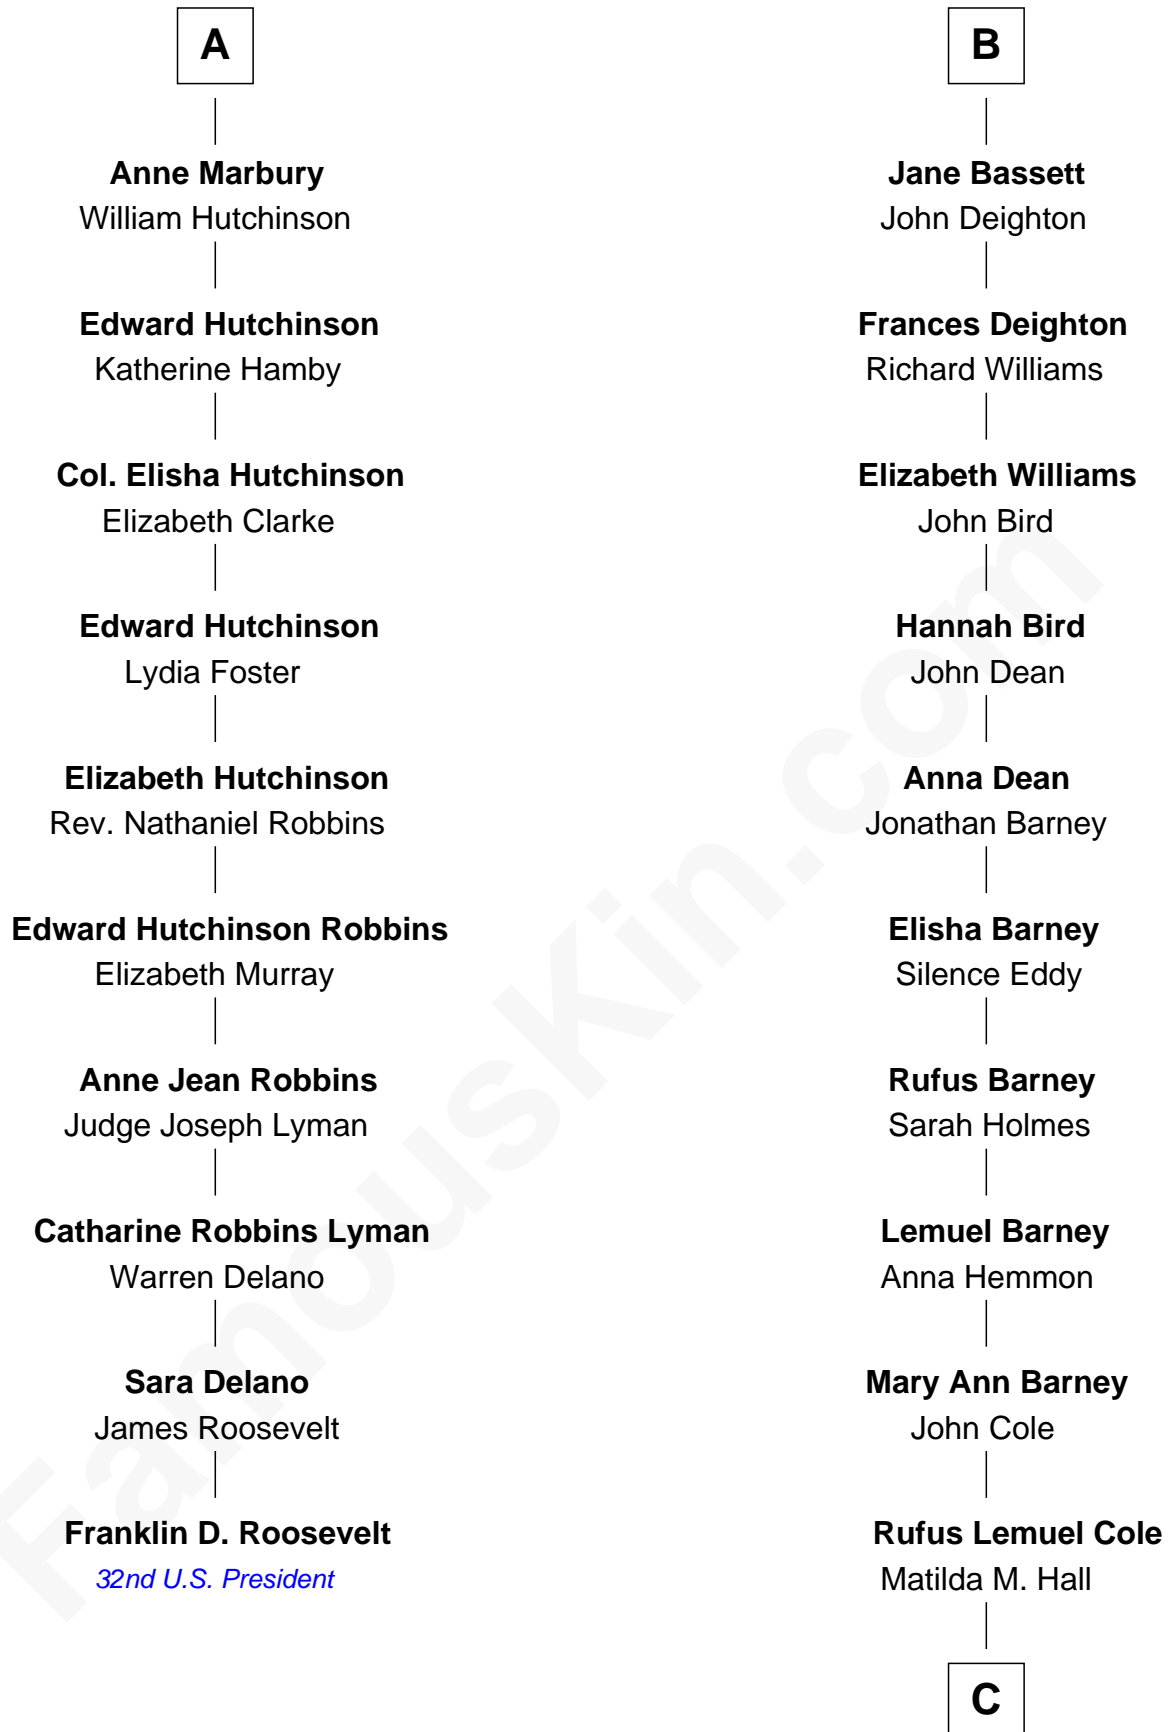 A
Anne Marbury
William Hutchinson
Edward Hutchinson
Katherine Hamby
Col. Elisha Hutchinson
Elizabeth Clarke
Edward Hutchinson
Lydia Foster
Elizabeth Hutchinson
Rev. Nathaniel Robbins
Edward Hutchinson Robbins
Elizabeth Murray
Anne Jean Robbins
Judge Joseph Lyman
Catharine Robbins Lyman
Warren Delano
Sara Delano
James Roosevelt
Franklin D. Roosevelt
32nd U.S. President
B
Jane Bassett
John Deighton
Frances Deighton
Richard Williams
Elizabeth Williams
John Bird
Hannah Bird
John Dean
Anna Dean
Jonathan Barney
Elisha Barney
Silence Eddy
Rufus Barney
Sarah Holmes
Lemuel Barney
Anna Hemmon
Mary Ann Barney
John Cole
Rufus Lemuel Cole
Matilda M. Hall
C
FamousKin.com